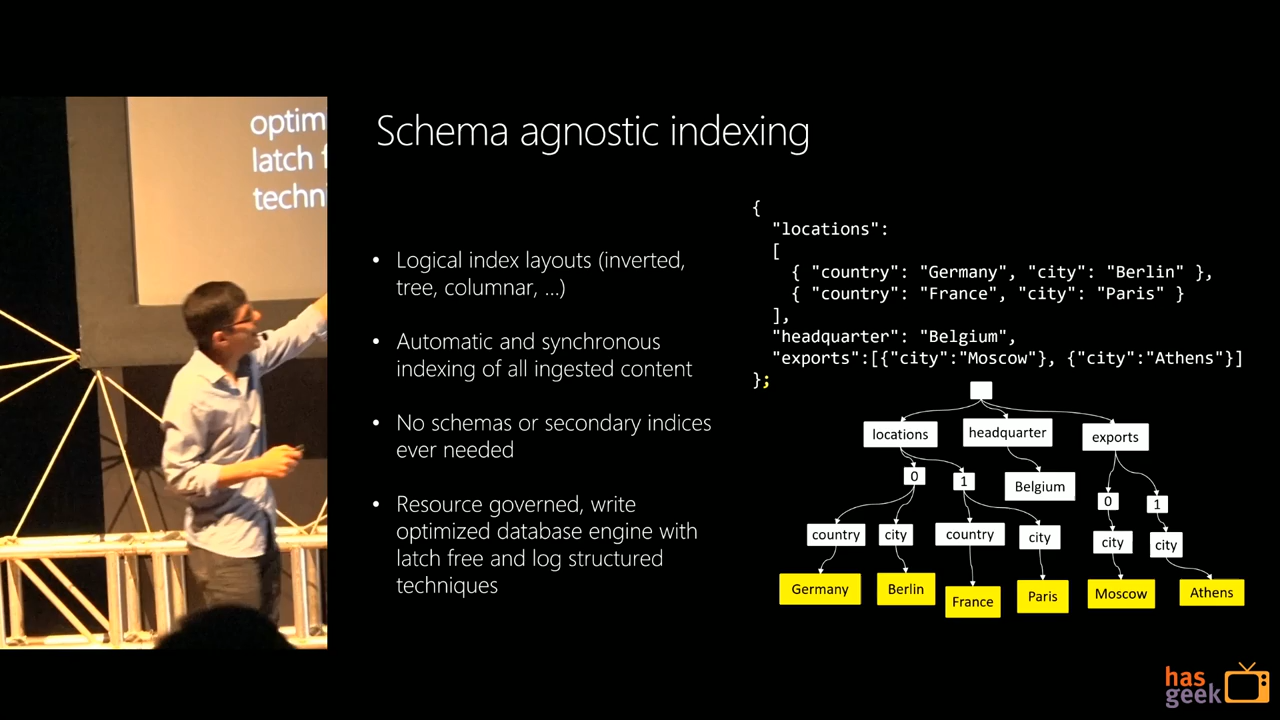 optim
latch f
techni
Schema agnostic indexing
• Logical index layouts (inverted,
tree, columnar, ...)
• Automatic and synchronous
indexing of all ingested content
• No schemas or secondary indices
ever needed
• Resource governed, write
optimized database engine with
latch free and log structured
techniques
{
"locations":
[
{ "country": "Germany", "city": "Berlin" },
{ "country": "France", "city": "Paris" }
],
"headquarter": "Belgium",
"exports":[{"city":"Moscow"}, {"city":"Athens"}]
};
locations headquarter exports
0 1 Belgium 0 1
country city country city city city
Germany Berlin France Paris Moscow Athens
has
geek